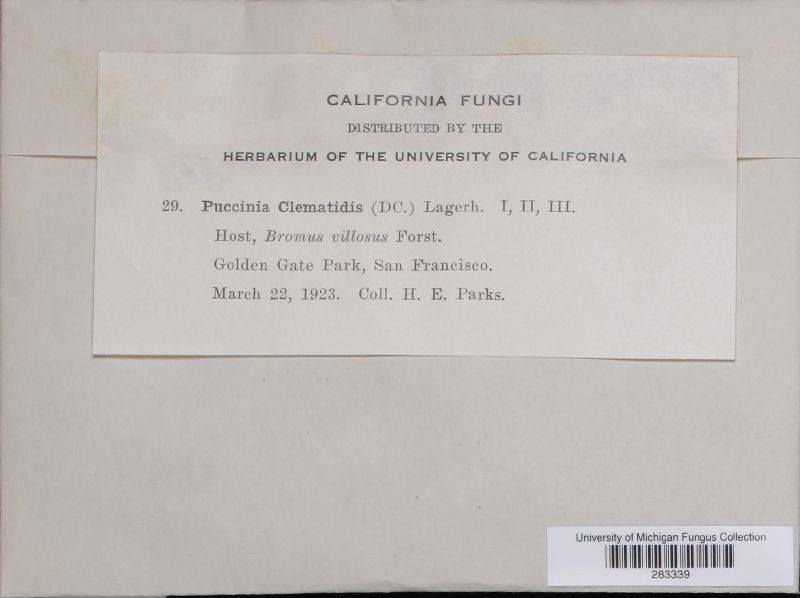 CALIFORNIA FUNGI
DISTRIBUTED BY THE
HERBARIUM OF THE UNIVERSITY OF CALIFORNIA
29. Puccinia Clematidis (DC.) Lagerh. I, II, III.
Host, Bromus villosus Forst.
Golden Gate Park, San Francisco.
March 22, 1923. Coll. H. E. Parks.
University of Michigan Fungus Collection
283339